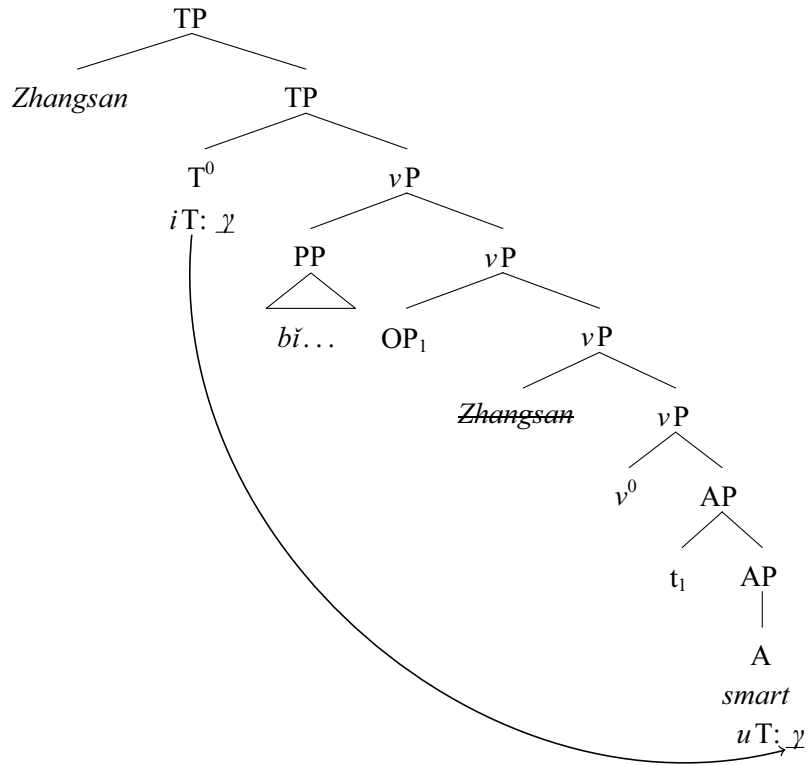 TP
Zhangsan TP
T⁰ vP
iT: γ
PP vP
bǐ... OP₁ vP
Zhangsan vP
v⁰ AP
t₁ AP
A
smart
uT: γ